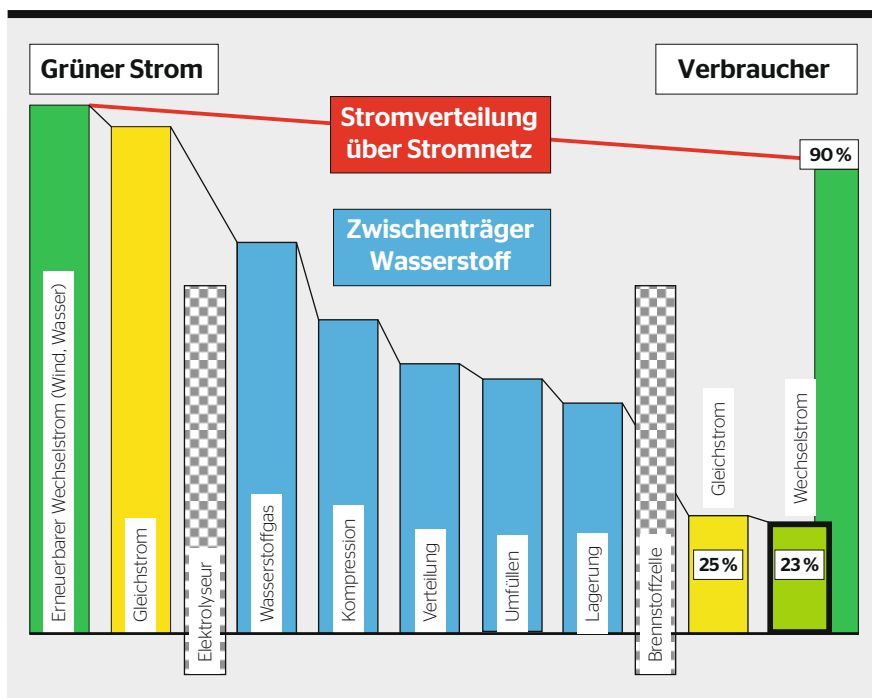 Grüner Strom
Verbraucher
Stromverteilung
über Stromnetz
90 %
Zwischenträger
Wasserstoff
Erneuerbarer Wechselstrom (Wind, Wasser)
Gleichstrom
Elektrolyseur
Wasserstoffgas
Kompression
Verteilung
Umfüllen
Lagerung
Brennstoffzelle
Gleichstrom
25 %
Wechselstrom
23 %